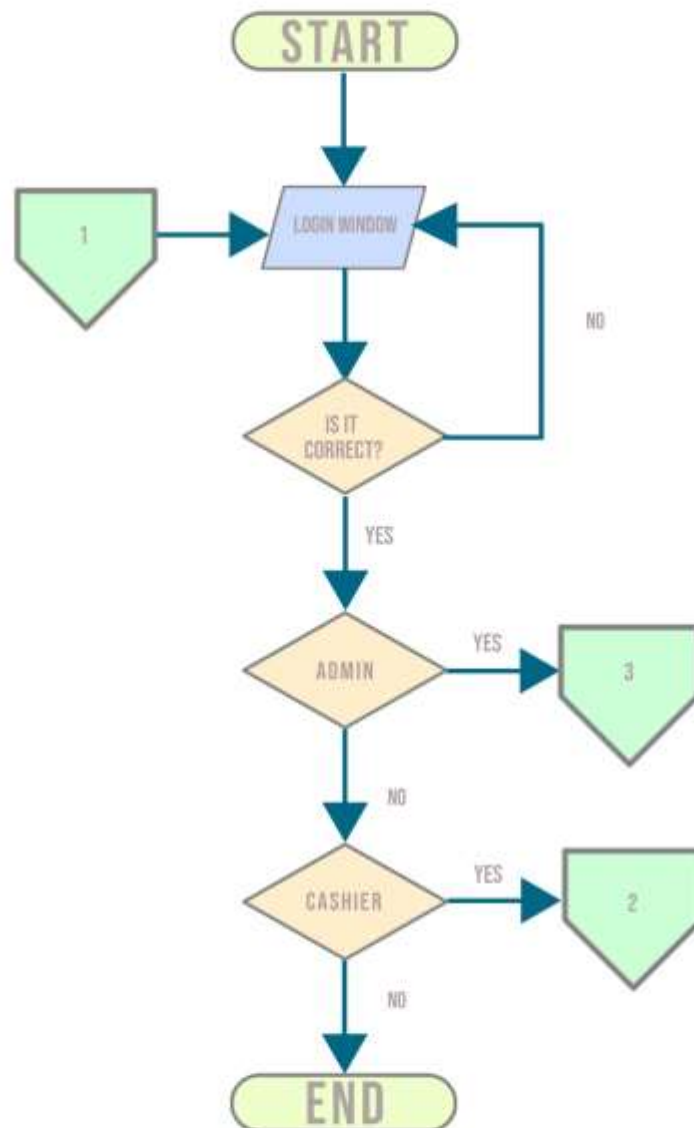 START
1
LOGIN WINDOW
NO
IS IT
CORRECT?
YES
ADMIN
YES
3
NO
CASHIER
YES
2
NO
END